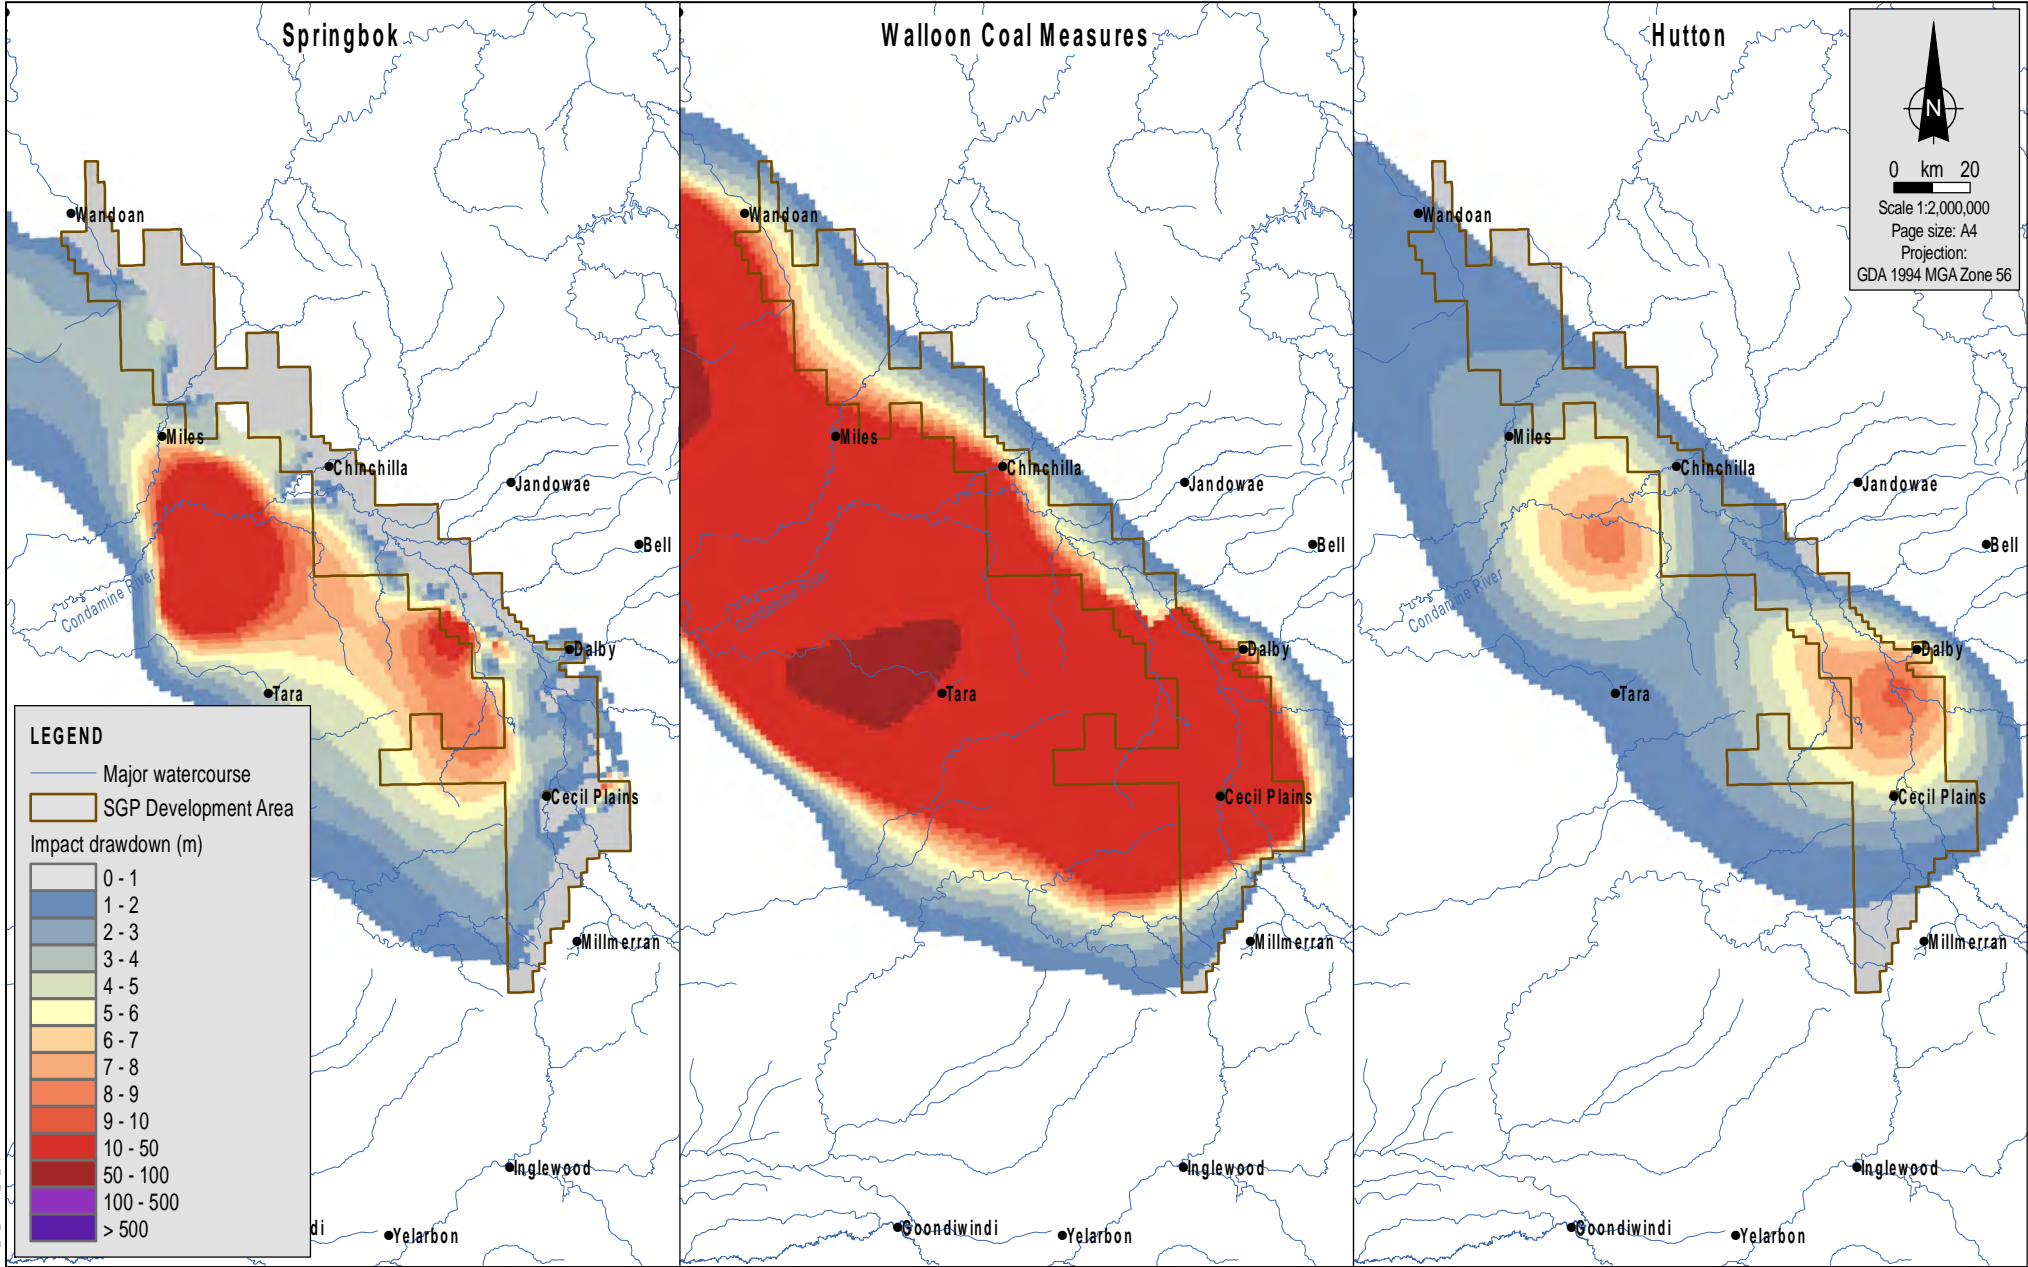 Springbok
Wandoan
Miles
Chinchilla
Jandowae
Bell
Condamine River
Dalby
Tara
Cecil Plains
Millmerran
Inglewood
di
Yelarbon
LEGEND
Major watercourse
SGP Development Area
Impact drawdown (m)
0 - 1
1 - 2
2 - 3
3 - 4
4 - 5
5 - 6
6 - 7
7 - 8
8 - 9
9 - 10
10 - 50
50 - 100
100 - 500
> 500
Walloon Coal Measures
Wandoan
Miles
Chinchilla
Jandowae
Bell
Condamine River
Dalby
Tara
Cecil Plains
Millmerran
Inglewood
Goondiwindi
Yelarbon
Hutton
Wandoan
Miles
Chinchilla
Jandowae
Bell
Condamine River
Dalby
Tara
Cecil Plains
Millmerran
Inglewood
Goondiwindi
Yelarbon
N
0 km 20
Scale 1:2,000,000
Page size: A4
Projection:
GDA 1994 MGA Zone 56